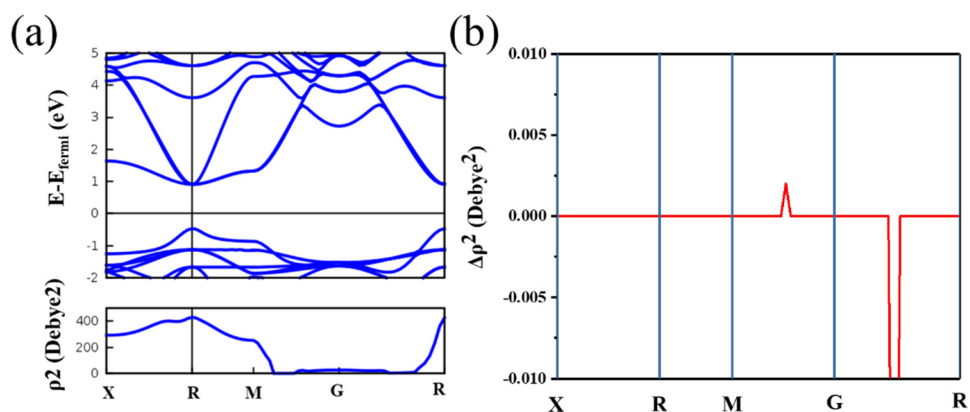 (a)
E-Efermi (eV)
5
4
3
2
1
0
-1
-2
ρ2 (Debye2)
400
200
0
X R M G R
(b)
Δρ² (Debye²)
0.010
0.005
0.000
-0.005
-0.010
X R M G R